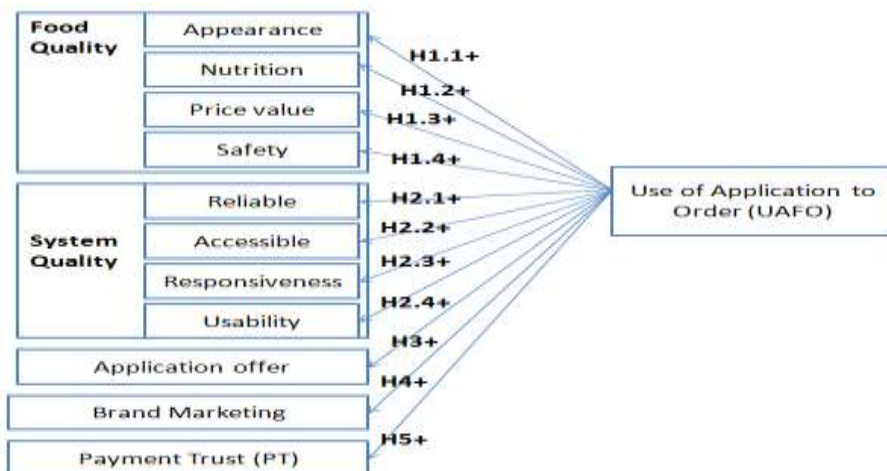 Food
Quality
Appearance
Nutrition
Price value
Safety
System
Quality
Reliable
Accessible
Responsiveness
Usability
Application offer
Brand Marketing
Payment Trust (PT)
H1.1+
H1.2+
H1.3+
H1.4+
H2.1+
H2.2+
H2.3+
H2.4+
H3+
H4+
H5+
Use of Application to
Order (UAFO)